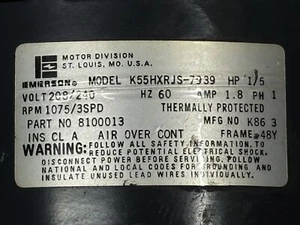 MOTOR DIVISION
ST. LOUIS, MO. U.S.A.
EMERSON
MODEL K55HXRJS-7939 HP 1/5
VOLT 208/240 HZ 60 AMP 1.8 PH 1
RPM 1075/3SPD THERMALLY PROTECTED
PART NO 8100013 MFG NO K86 3
INS CL A AIR OVER CONT FRAME 48Y
WARNING: FAILURE TO FOLLOW THIS INFORMATION TO
REDUCE POTENTIAL ELECTRICAL SHOCK.
DISCONNECT POWER BEFORE SERVICING. FOLLOW
NATIONAL AND LOCAL CODES FOR GROUNDING AND
INSULATE UNUSED LEAD WIRES INDIVIDUALLY.